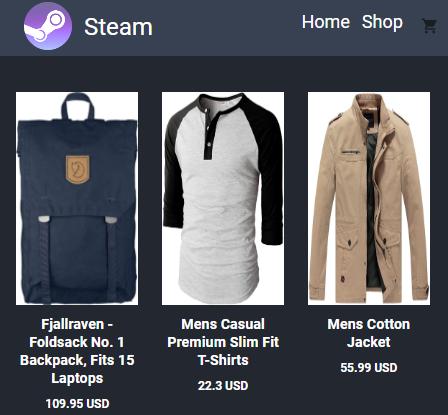 Steam
Home Shop
Fjallraven -
Foldsack No. 1
Backpack, Fits 15
Laptops
109.95 USD
Mens Casual
Premium Slim Fit
T-Shirts
22.3 USD
Mens Cotton
Jacket
55.99 USD